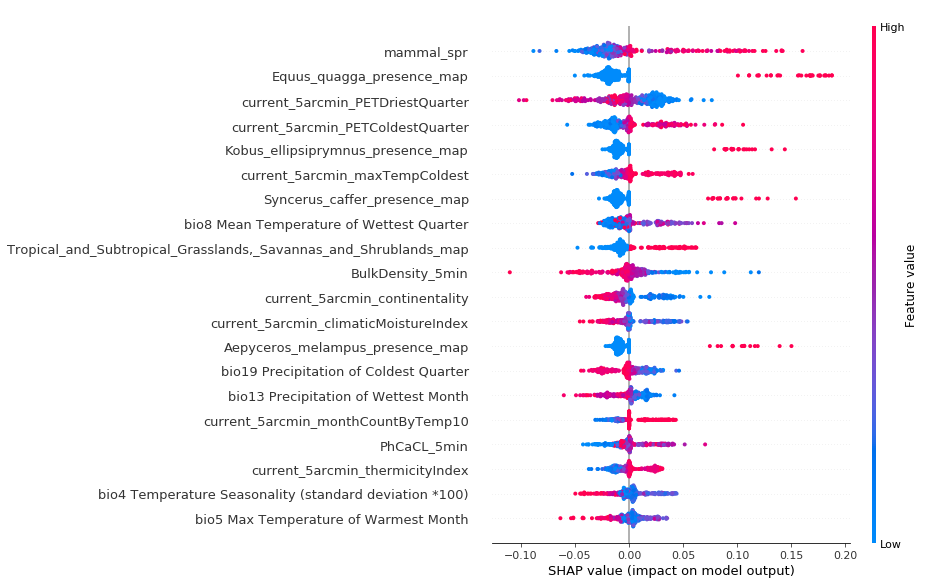 High
mammal_spr
Equus_quagga_presence_map
current_5arcmin_PETDriestQuarter
current_5arcmin_PETColdestQuarter
Kobus_ellipsiprymnus_presence_map
current_5arcmin_maxTempColdest
Syncerus_caffer_presence_map
bio8 Mean Temperature of Wettest Quarter
Tropical_and_Subtropical_Grasslands,_Savannas_and_Shrublands_map
BulkDensity_5min
current_5arcmin_continentality
current_5arcmin_climaticMoistureIndex
Aepyceros_melampus_presence_map
bio19 Precipitation of Coldest Quarter
bio13 Precipitation of Wettest Month
current_5arcmin_monthCountByTemp10
PhCaCL_5min
current_5arcmin_thermicityIndex
bio4 Temperature Seasonality (standard deviation *100)
bio5 Max Temperature of Warmest Month
Feature value
Low
−0.10 −0.05 0.00 0.05 0.10 0.15 0.20
SHAP value (impact on model output)